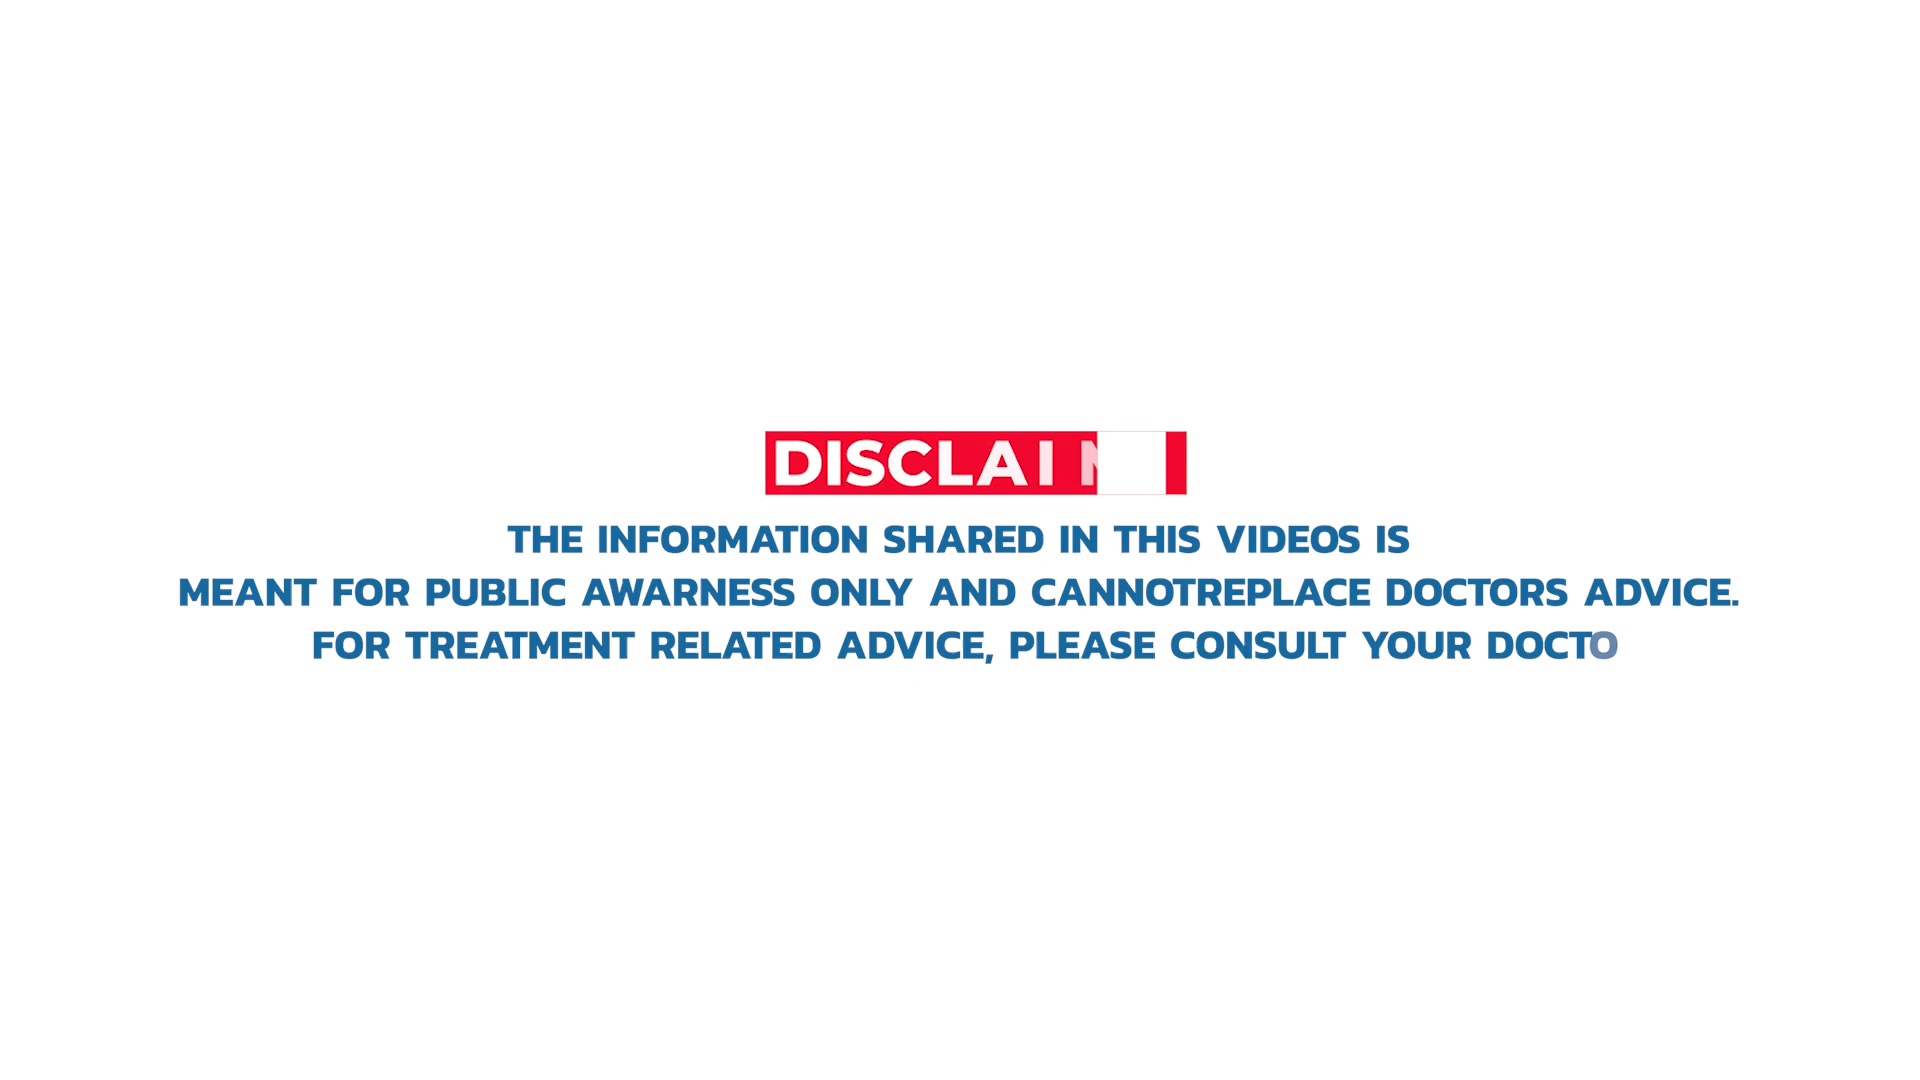 DISCLAI
THE INFORMATION SHARED IN THIS VIDEOS IS
MEANT FOR PUBLIC AWARNESS ONLY AND CANNOTREPLACE DOCTORS ADVICE.
FOR TREATMENT RELATED ADVICE, PLEASE CONSULT YOUR DOCTO